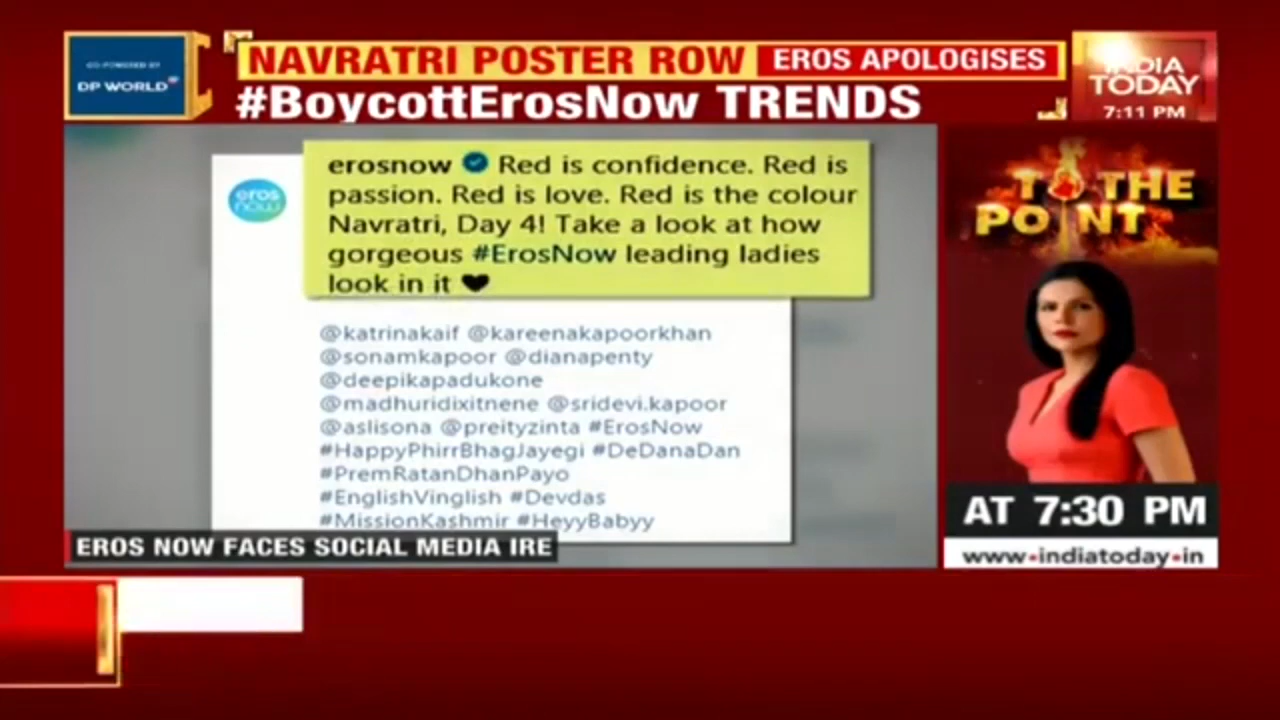 CO-POWERED BY
DP WORLD
NAVRATRI POSTER ROW
EROS APOLOGISES
#BoycottErosNow TRENDS
INDIA
TODAY
7:11 PM
eros
now
erosnow Red is confidence. Red is
passion. Red is love. Red is the colour
Navratri, Day 4! Take a look at how
gorgeous #ErosNow leading ladies
look in it
@katrinakaif @kareenakapoorkhan
@sonamkapoor @dianapenty
@deepikapadukone
@madhuridixitnene @sridevi.kapoor
@aslisona @preityzinta #ErosNow
#HappyPhirrBhagJayegi #DeDanaDan
#PremRatanDhanPayo
#EnglishVinglish #Devdas
#MissionKashmir #HeyyBabyy
EROS NOW FACES SOCIAL MEDIA IRE
TO THE
POINT
AT 7:30 PM
www.indiatoday.in